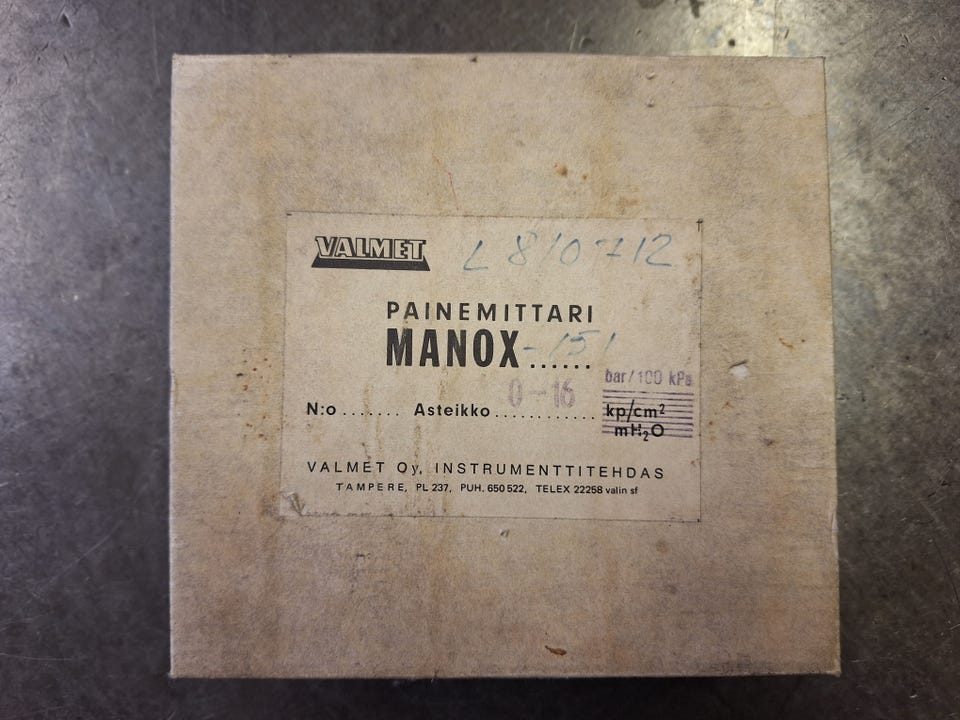 VALMET L 810712
PAINEMITTARI
MANOX -151 ......
0-16 bar/100 kPa
N:o ....... Asteikko ............ kp/cm²
mH₂O
VALMET Oy, INSTRUMENTTITEHDAS
TAMPERE, PL 237, PUH. 650 522, TELEX 22258 valin sf